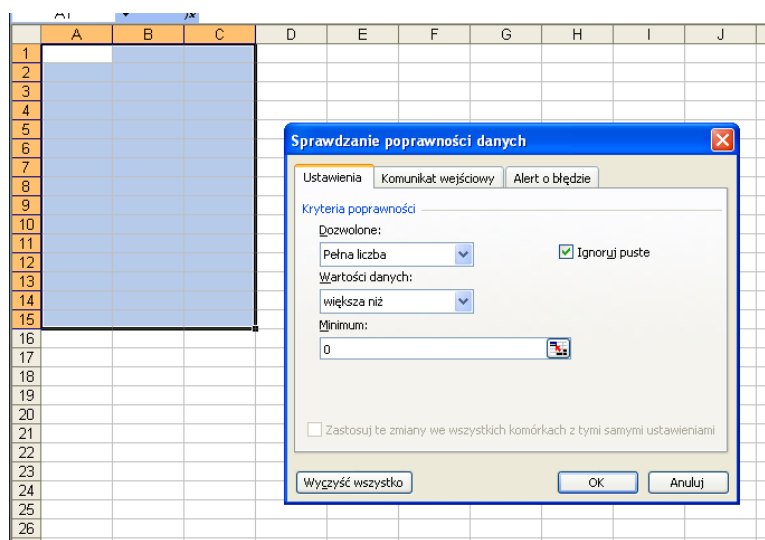 A1 fx
A B C D E F G H I J
1
2
3
4
5
6
7
8
9
10
11
12
13
14
15
16
17
18
19
20
21
22
23
24
25
26
Sprawdzanie poprawności danych
Ustawienia Komunikat wejściowy Alert o błędzie
Kryteria poprawności
Dozwolone:
Pełna liczba Ignoruj puste
Wartości danych:
większa niż
Minimum:
0
Zastosuj te zmiany we wszystkich komórkach z tymi samymi ustawieniami
Wyczyść wszystko OK Anuluj